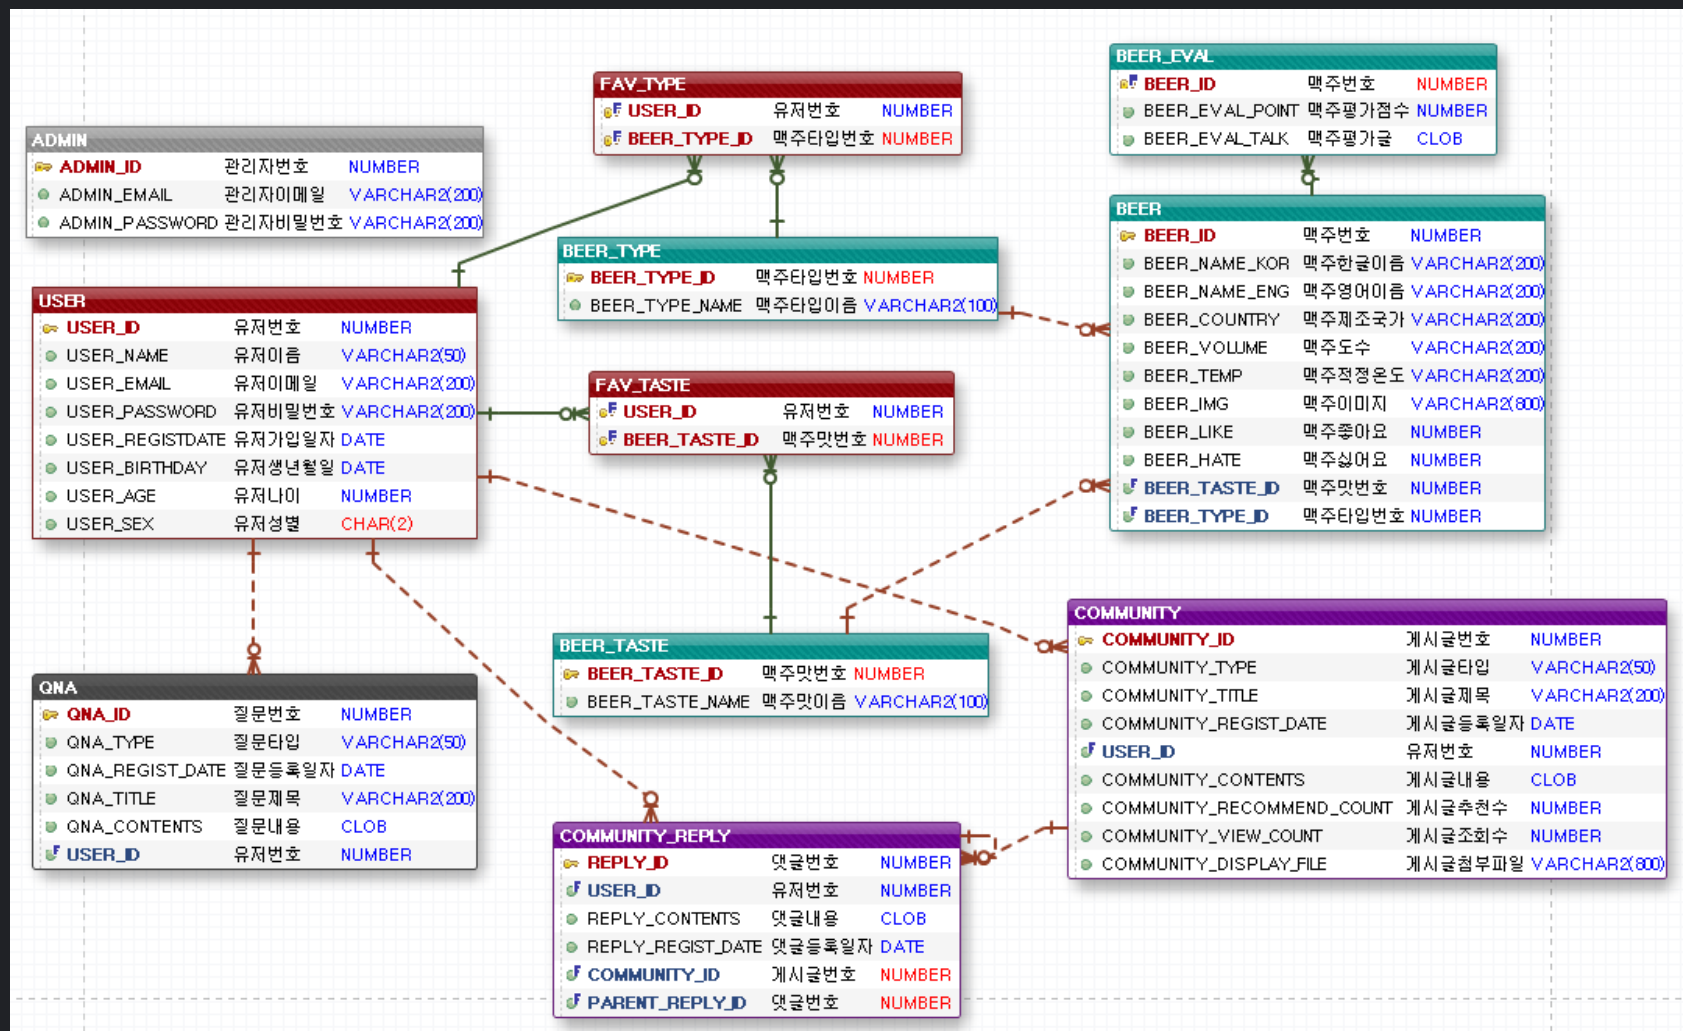 ADMIN
ADMIN_ID 관리자번호 NUMBER
ADMIN_EMAIL 관리자이메일 VARCHAR2(200)
ADMIN_PASSWORD 관리자비밀번호 VARCHAR2(200)
FAV_TYPE
USER_ID 유저번호 NUMBER
BEER_TYPE_ID 맥주타입번호 NUMBER
BEER_EVAL
BEER_ID 맥주번호 NUMBER
BEER_EVAL_POINT 맥주평가점수 NUMBER
BEER_EVAL_TALK 맥주평가글 CLOB
BEER_TYPE
BEER_TYPE_ID 맥주타입번호 NUMBER
BEER_TYPE_NAME 맥주타입이름 VARCHAR2(100)
BEER
BEER_ID 맥주번호 NUMBER
BEER_NAME_KOR 맥주한글이름 VARCHAR2(200)
BEER_NAME_ENG 맥주영어이름 VARCHAR2(200)
BEER_COUNTRY 맥주제조국가 VARCHAR2(200)
BEER_VOLUME 맥주도수 VARCHAR2(200)
BEER_TEMP 맥주적정온도 VARCHAR2(200)
BEER_IMG 맥주이미지 VARCHAR2(800)
BEER_LIKE 맥주좋아요 NUMBER
BEER_HATE 맥주싫어요 NUMBER
BEER_TASTE_ID 맥주맛번호 NUMBER
BEER_TYPE_ID 맥주타입번호 NUMBER
USER
USER_ID 유저번호 NUMBER
USER_NAME 유저이름 VARCHAR2(50)
USER_EMAIL 유저이메일 VARCHAR2(200)
USER_PASSWORD 유저비밀번호 VARCHAR2(200)
USER_REGISTDATE 유저가입일자 DATE
USER_BIRTHDAY 유저생년월일 DATE
USER_AGE 유저나이 NUMBER
USER_SEX 유저성별 CHAR(2)
FAV_TASTE
USER_ID 유저번호 NUMBER
BEER_TASTE_ID 맥주맛번호 NUMBER
BEER_TASTE
BEER_TASTE_ID 맥주맛번호 NUMBER
BEER_TASTE_NAME 맥주맛이름 VARCHAR2(100)
COMMUNITY
COMMUNITY_ID 게시글번호 NUMBER
COMMUNITY_TYPE 게시글타입 VARCHAR2(50)
COMMUNITY_TITLE 게시글제목 VARCHAR2(200)
COMMUNITY_REGIST_DATE 게시글등록일자 DATE
USER_ID 유저번호 NUMBER
COMMUNITY_CONTENTS 게시글내용 CLOB
COMMUNITY_RECOMMEND_COUNT 게시글추천수 NUMBER
COMMUNITY_VIEW_COUNT 게시글조회수 NUMBER
COMMUNITY_DISPLAY_FILE 게시글첨부파일 VARCHAR2(800)
QNA
QNA_ID 질문번호 NUMBER
QNA_TYPE 질문타입 VARCHAR2(50)
QNA_REGIST_DATE 질문등록일자 DATE
QNA_TITLE 질문제목 VARCHAR2(200)
QNA_CONTENTS 질문내용 CLOB
USER_ID 유저번호 NUMBER
COMMUNITY_REPLY
REPLY_ID 댓글번호 NUMBER
USER_ID 유저번호 NUMBER
REPLY_CONTENTS 댓글내용 CLOB
REPLY_REGIST_DATE 댓글등록일자 DATE
COMMUNITY_ID 게시글번호 NUMBER
PARENT_REPLY_ID 댓글번호 NUMBER